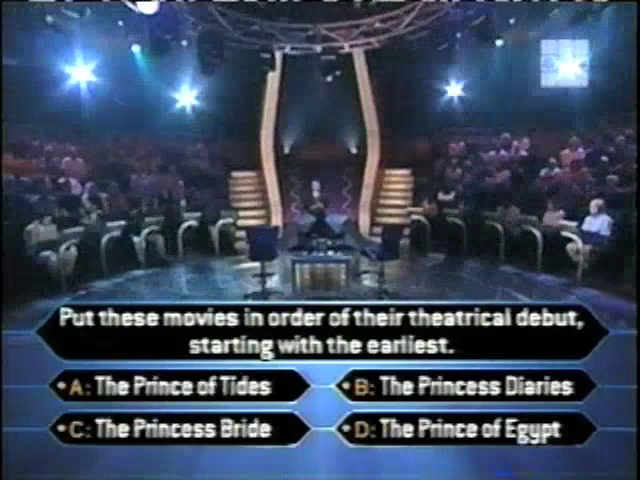 Put these movies in order of their theatrical debut,
starting with the earliest.
A: The Prince of Tides
B: The Princess Diaries
C: The Princess Bride
D: The Prince of Egypt